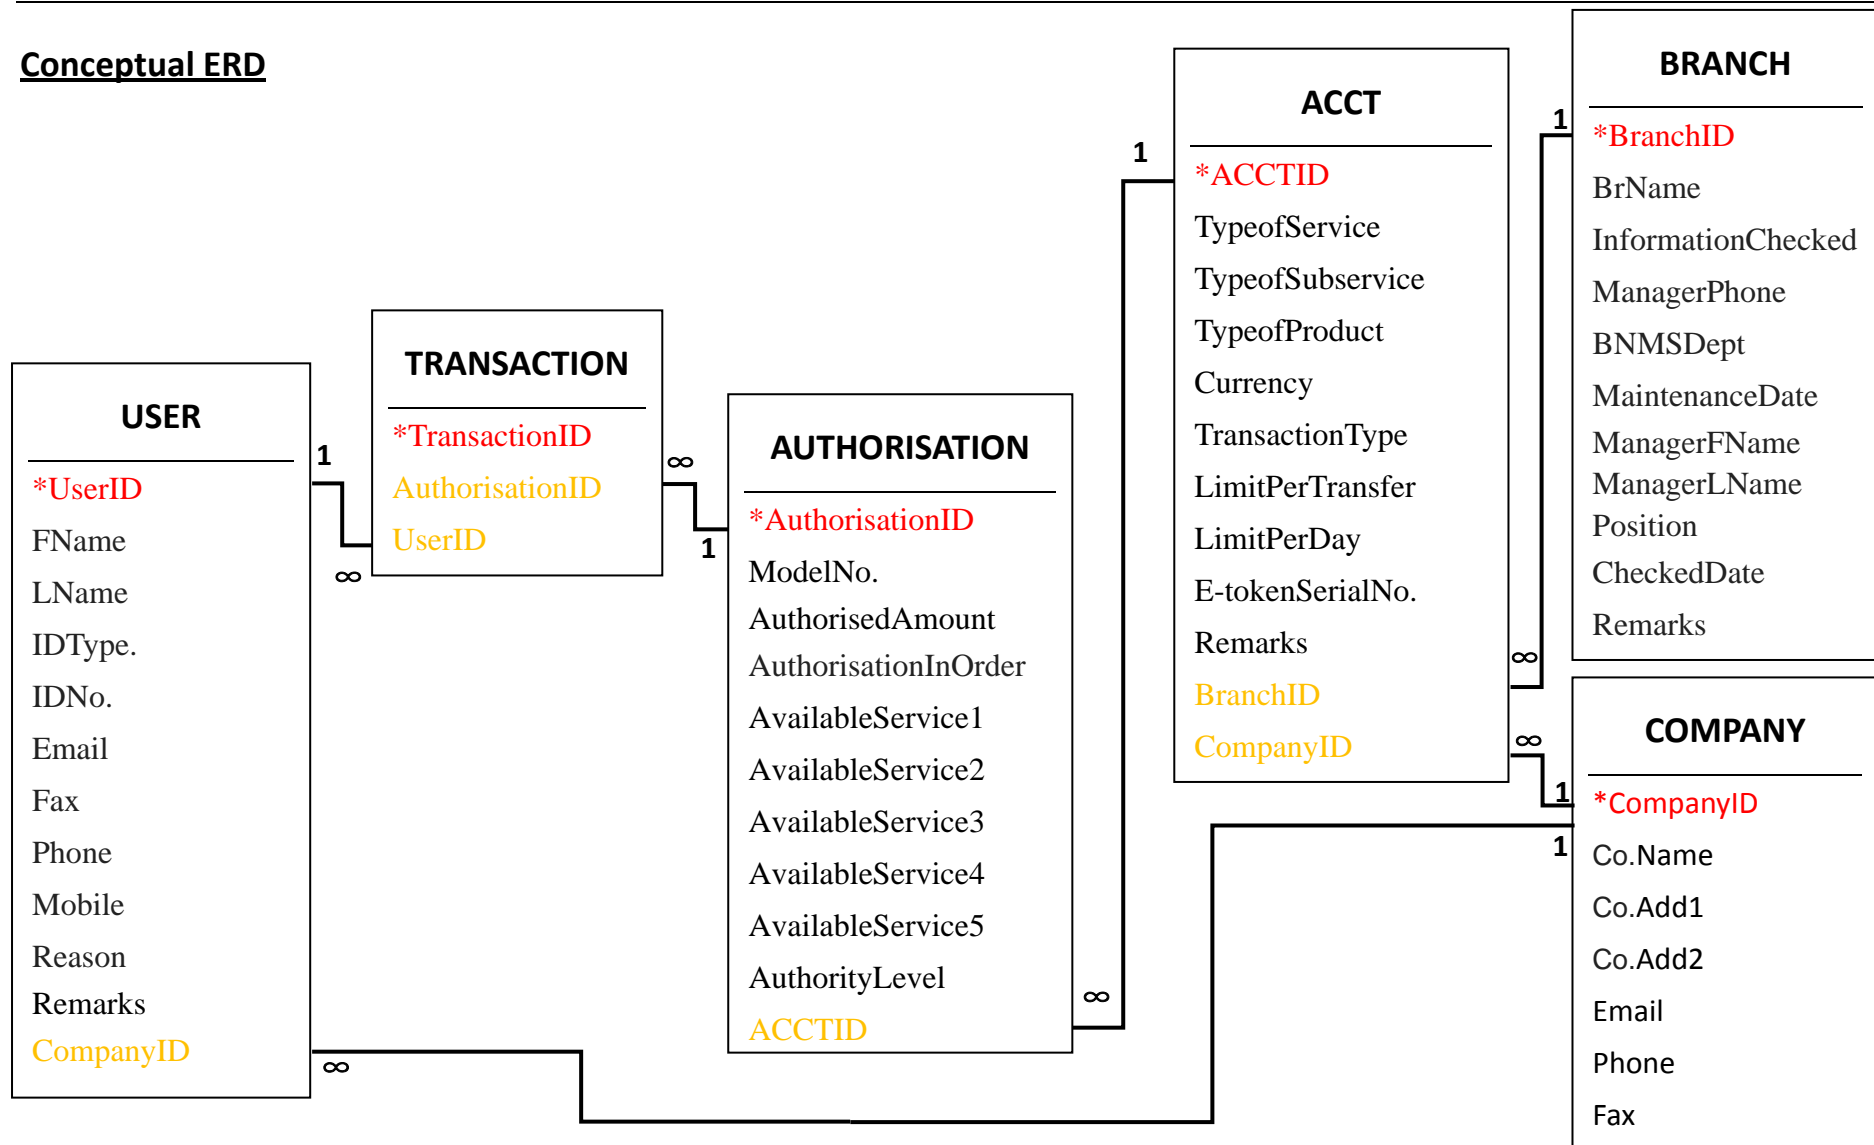 Conceptual ERD
USER
*UserID
FName
LName
IDType.
IDNo.
Email
Fax
Phone
Mobile
Reason
Remarks
CompanyID
1
∞
∞
TRANSACTION
*TransactionID
AuthorisationID
UserID
∞
1
AUTHORISATION
*AuthorisationID
ModelNo.
AuthorisedAmount
AuthorisationInOrder
AvailableService1
AvailableService2
AvailableService3
AvailableService4
AvailableService5
AuthorityLevel
ACCTID
∞
1
ACCT
*ACCTID
TypeofService
TypeofSubservice
TypeofProduct
Currency
TransactionType
LimitPerTransfer
LimitPerDay
E-tokenSerialNo.
Remarks
BranchID
CompanyID
1
∞
∞
1
1
BRANCH
*BranchID
BrName
InformationChecked
ManagerPhone
BNMSDept
MaintenanceDate
ManagerFName
ManagerLName
Position
CheckedDate
Remarks
COMPANY
*CompanyID
Co.Name
Co.Add1
Co.Add2
Email
Phone
Fax